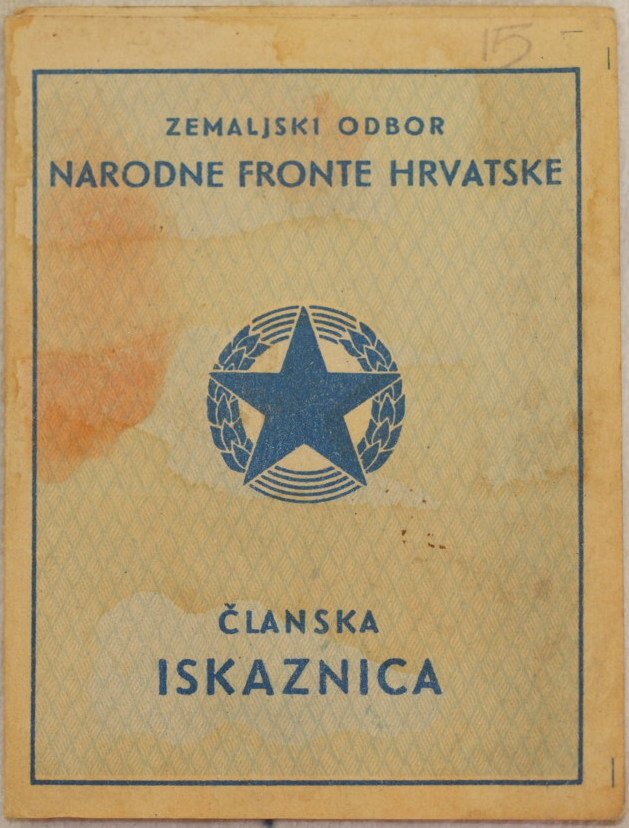 15
ZEMALJSKI ODBOR
NARODNE FRONTE HRVATSKE
ČLANSKA
ISKAZNICA